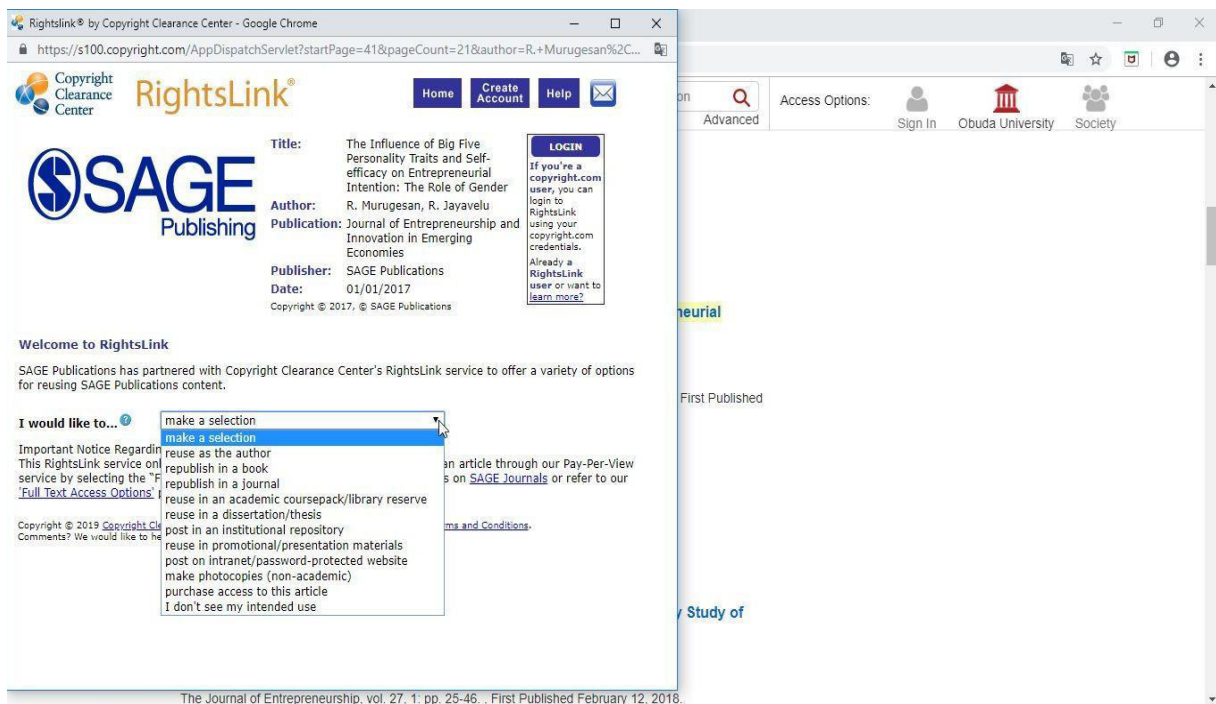 Rightslink® by Copyright Clearance Center - Google Chrome
https://s100.copyright.com/AppDispatchServlet?startPage=41&pageCount=21&author=R.+Murugesan%2C...
Copyright
Clearance
Center
RightsLink®
Home
Create
Account
Help
SAGE
Publishing
Title: The Influence of Big Five
Personality Traits and Self-
efficacy on Entrepreneurial
Intention: The Role of Gender
Author: R. Murugesan, R. Jayavelu
Publication: Journal of Entrepreneurship and
Innovation in Emerging
Economies
Publisher: SAGE Publications
Date: 01/01/2017
Copyright © 2017, © SAGE Publications
LOGIN
If you're a
copyright.com
user, you can
login to
RightsLink
using your
copyright.com
credentials.
Already a
RightsLink
user or want to
learn more?
Welcome to RightsLink
SAGE Publications has partnered with Copyright Clearance Center's RightsLink service to offer a variety of options
for reusing SAGE Publications content.
I would like to... ? make a selection
make a selection
reuse as the author
republish in a book
republish in a journal
reuse in an academic coursepack/library reserve
reuse in a dissertation/thesis
post in an institutional repository
reuse in promotional/presentation materials
post on intranet/password-protected website
make photocopies (non-academic)
purchase access to this article
I don't see my intended use
Important Notice Regardin
This RightsLink service onl an article through our Pay-Per-View
service by selecting the "F s on SAGE Journals or refer to our
'Full Text Access Options' p
Copyright © 2019 Copyright Cle ms and Conditions.
Comments? We would like to he
on
Advanced
Access Options:
Sign In
Obuda University
Society
neurial
First Published
y Study of
The Journal of Entrepreneurship, vol. 27, 1: pp. 25-46. , First Published February 12, 2018.